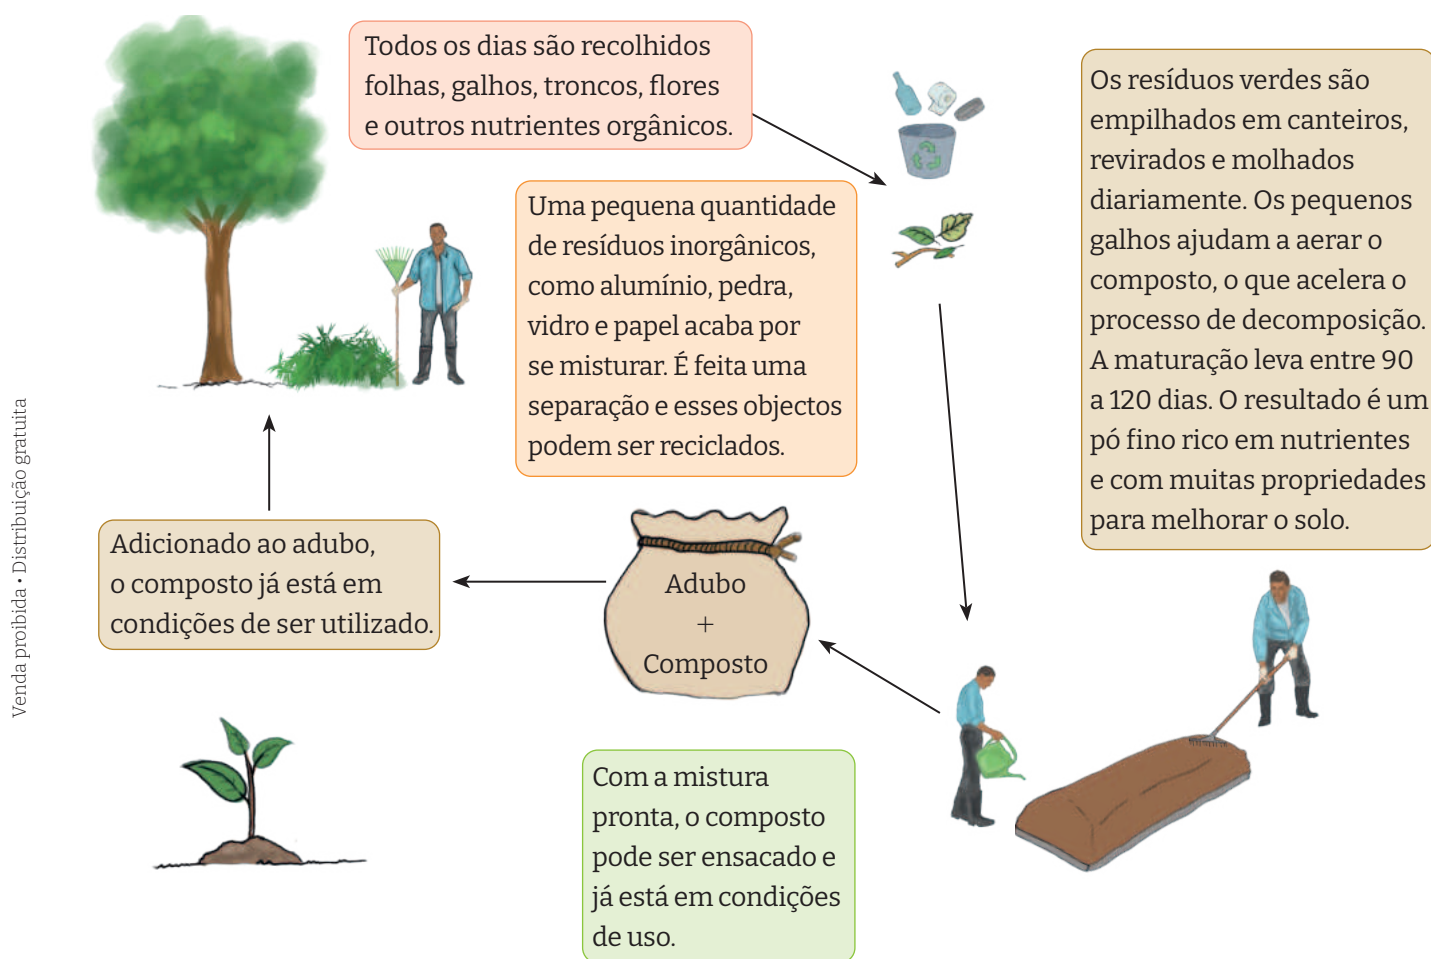 Todos os dias são recolhidos
folhas, galhos, troncos, flores
e outros nutrientes orgânicos.
Uma pequena quantidade
de resíduos inorgânicos,
como alumínio, pedra,
vidro e papel acaba por
se misturar. É feita uma
separação e esses objectos
podem ser reciclados.
Os resíduos verdes são
empilhados em canteiros,
revirados e molhados
diariamente. Os pequenos
galhos ajudam a aerar o
composto, o que acelera o
processo de decomposição.
A maturação leva entre 90
a 120 dias. O resultado é um
pó fino rico em nutrientes
e com muitas propriedades
para melhorar o solo.
Adubo
+
Composto
Com a mistura
pronta, o composto
pode ser ensacado e
já está em condições
de uso.
Adicionado ao adubo,
o composto já está em
condições de ser utilizado.
Venda proibida • Distribuição gratuita